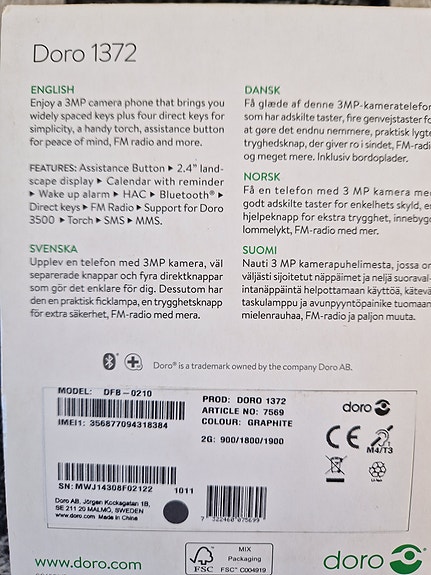 Doro 1372
ENGLISH
Enjoy a 3MP camera phone that brings you
widely spaced keys plus four direct keys for
simplicity, a handy torch, assistance button
for peace of mind, FM radio and more.
FEATURES: Assistance Button ▸ 2.4" land-
scape display ▸ Calendar with reminder
▸ Wake up alarm ▸ HAC ▸ Bluetooth® ▸
Direct keys ▸ FM Radio ▸ Support for Doro
3500 ▸ Torch ▸ SMS ▸ MMS.
SVENSKA
Upplev en telefon med 3MP kamera, väl
separerade knappar och fyra direktknappar
som gör det enklare för dig. Dessutom har
den en praktisk ficklampa, en trygghetsknapp
för extra säkerhet, FM-radio med mera.
DANSK
Få glæde af denne 3MP-kameratelefon
som har adskilte taster, fire genvejstaster fo
at gøre det endnu nemmere, praktisk lygte
tryghedsknap, der giver ro i sindet, FM-radi
og meget mere. Inklusiv bordoplader.
NORSK
Få en telefon med 3 MP kamera me
godt adskilte taster for enkelhets skyld, e
hjelpeknapp for ekstra trygghet, innebyg
lommelykt, FM-radio med mer.
SUOMI
Nauti 3 MP kamerapuhelimesta, jossa on
väljästi sijoitetut näppäimet ja neljä suoraval-
intanäppäintä helpottamaan käyttöä, kätevä
taskulamppu ja avunpyyntöpainike tuomaan
mielenrauhaa, FM-radio ja paljon muuta.
Doro® is a trademark owned by the company Doro AB.
MODEL: DFB-0210
IMEI1: 356877094318384
SN: MWJ14308F02122
1011
Doro AB, Jörgen Kocksgatan 1B,
SE 211 20 MALMÖ, SWEDEN
www.doro.com Made in China
PROD: DORO 1372
ARTICLE NO: 7569
COLOUR: GRAPHITE
2G: 900/1800/1900
7 322460 075699
doro
CE
M4/T3
www.doro.com
FSC
MIX
Packaging
FSC® C004919
doro